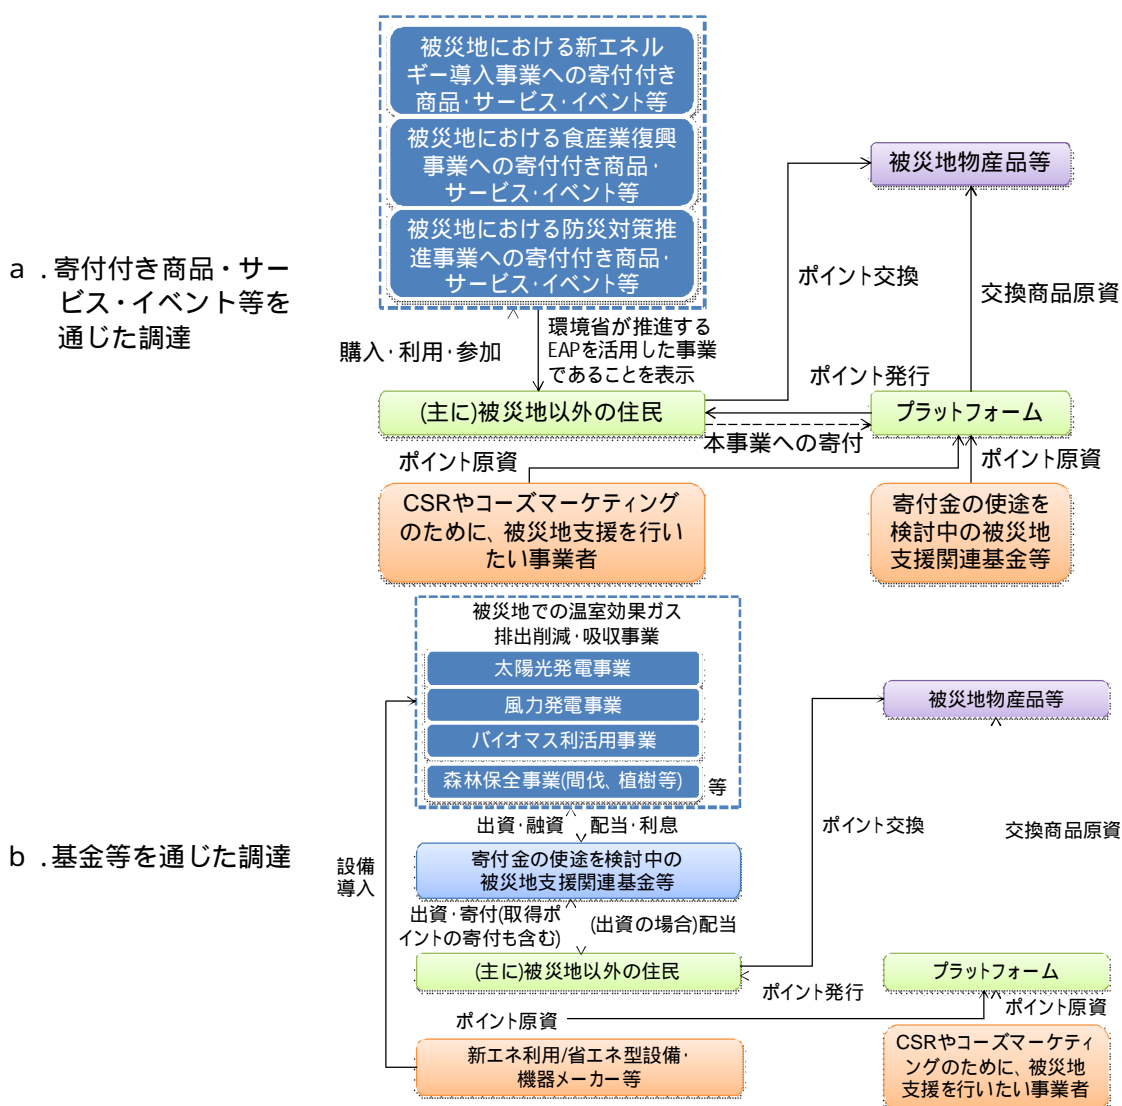 被災地における新エネル
ギー導入事業への寄付付き
商品･サービス･イベント等
被災地における食産業復興
事業への寄付付き商品･
サービス･イベント等
被災地における防災対策推
進事業への寄付付き商品･
サービス･イベント等
被災地物産品等
a．寄付付き商品・サー
ビス・イベント等を
通じた調達
ポイント交換
交換商品原資
購入･利用･参加
環境省が推進する
EAPを活用した事業
であることを表示
ポイント発行
(主に)被災地以外の住民
プラットフォーム
本事業への寄付
ポイント原資
ポイント原資
CSRやコーズマーケティング
のために、被災地支援を行い
たい事業者
寄付金の使途を
検討中の被災地
支援関連基金等
被災地での温室効果ガス
排出削減･吸収事業
太陽光発電事業
風力発電事業
バイオマス利活用事業
森林保全事業(間伐、植樹等)
等
被災地物産品等
出資･融資
配当･利息
ポイント交換
交換商品原資
b．基金等を通じた調達
設備
導入
寄付金の使途を検討中の
被災地支援関連基金等
出資･寄付(取得ポ
イントの寄付も含む)
(出資の場合)配当
(主に)被災地以外の住民
プラットフォーム
ポイント発行
ポイント原資
ポイント原資
新エネ利用/省エネ型設備･
機器メーカー等
CSRやコーズマーケティ
ングのために、被災地
支援を行いたい事業者